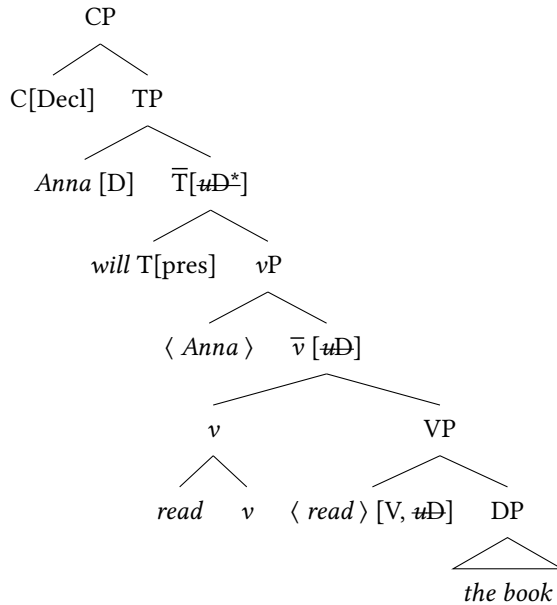 CP
C[Decl] TP
Anna [D] T̅[uD*]
will T[pres] vP
⟨ Anna ⟩ v̅ [uD]
v VP
read v ⟨ read ⟩ [V, uD] DP
the book